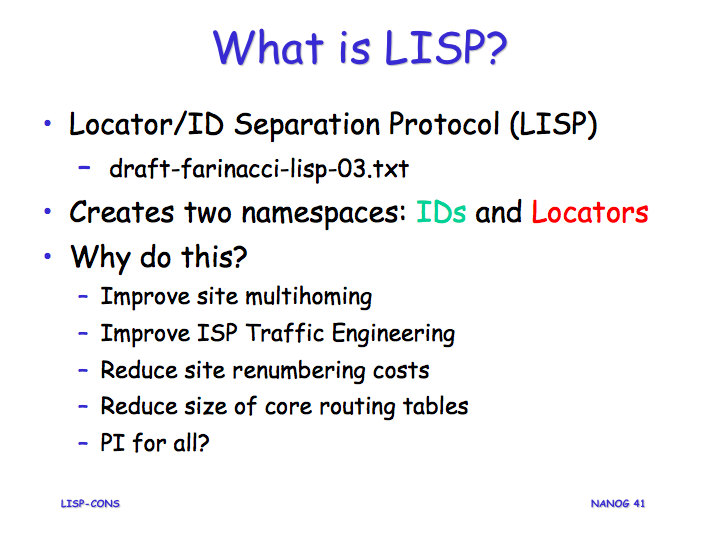 What is LISP?
• Locator/ID Separation Protocol (LISP)
– draft-farinacci-lisp-03.txt
• Creates two namespaces: IDs and Locators
• Why do this?
– Improve site multihoming
– Improve ISP Traffic Engineering
– Reduce site renumbering costs
– Reduce size of core routing tables
– PI for all?
LISP-CONS
NANOG 41